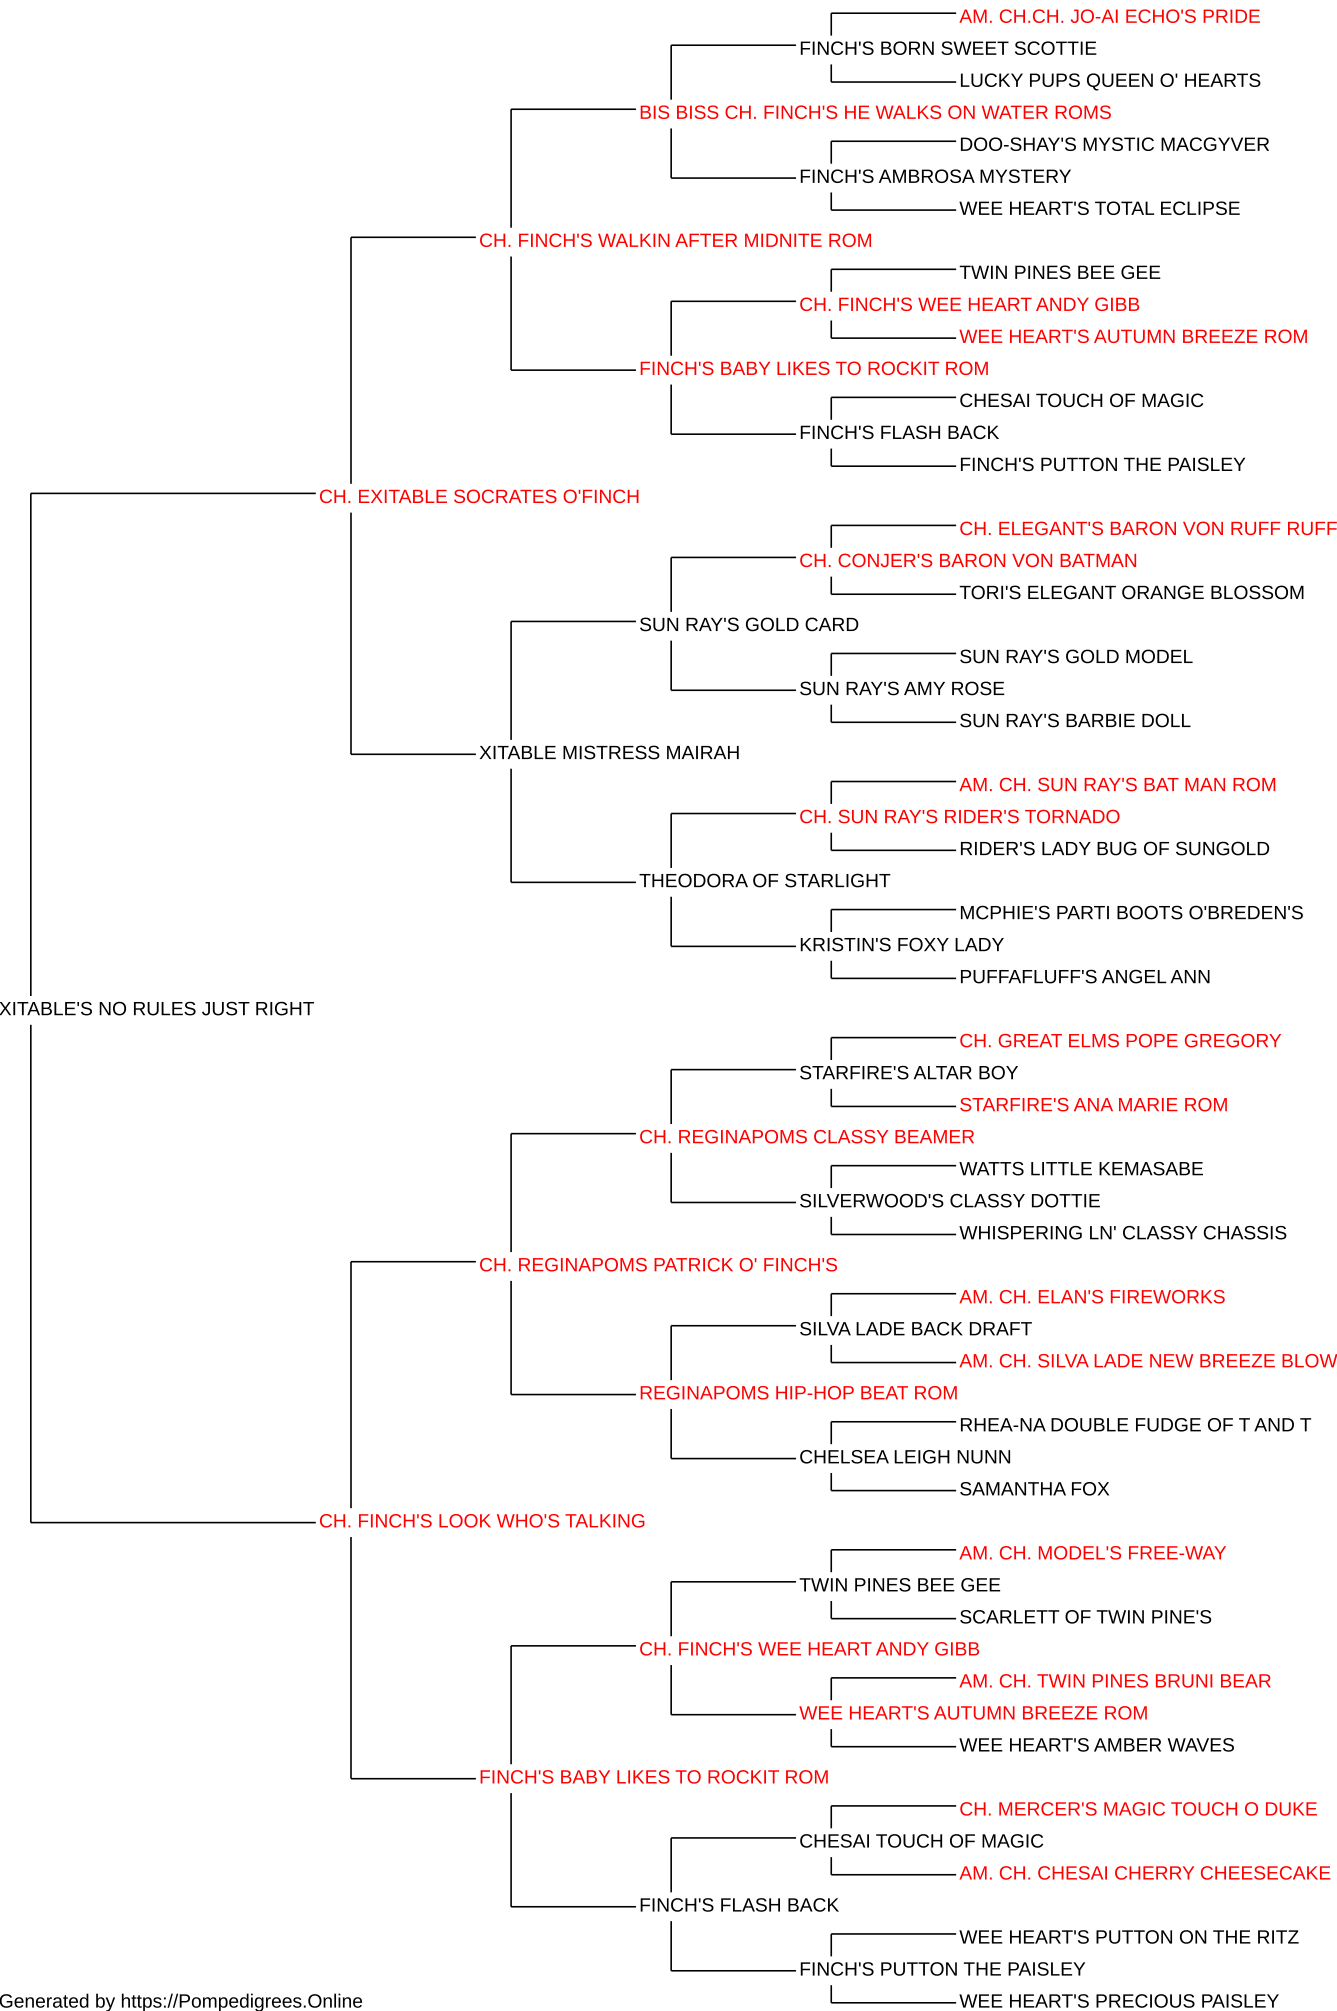 AM. CH.CH. JO-AI ECHO'S PRIDE
FINCH'S BORN SWEET SCOTTIE
LUCKY PUPS QUEEN O' HEARTS
BIS BISS CH. FINCH'S HE WALKS ON WATER ROMS
DOO-SHAY'S MYSTIC MACGYVER
FINCH'S AMBROSA MYSTERY
WEE HEART'S TOTAL ECLIPSE
CH. FINCH'S WALKIN AFTER MIDNITE ROM
TWIN PINES BEE GEE
CH. FINCH'S WEE HEART ANDY GIBB
WEE HEART'S AUTUMN BREEZE ROM
FINCH'S BABY LIKES TO ROCKIT ROM
CHESAI TOUCH OF MAGIC
FINCH'S FLASH BACK
FINCH'S PUTTON THE PAISLEY
CH. EXITABLE SOCRATES O'FINCH
CH. ELEGANT'S BARON VON RUFF RUFF
CH. CONJER'S BARON VON BATMAN
TORI'S ELEGANT ORANGE BLOSSOM
SUN RAY'S GOLD CARD
SUN RAY'S GOLD MODEL
SUN RAY'S AMY ROSE
SUN RAY'S BARBIE DOLL
XITABLE MISTRESS MAIRAH
AM. CH. SUN RAY'S BAT MAN ROM
CH. SUN RAY'S RIDER'S TORNADO
RIDER'S LADY BUG OF SUNGOLD
THEODORA OF STARLIGHT
MCPHIE'S PARTI BOOTS O'BREDEN'S
KRISTIN'S FOXY LADY
PUFFAFLUFF'S ANGEL ANN
XITABLE'S NO RULES JUST RIGHT
CH. GREAT ELMS POPE GREGORY
STARFIRE'S ALTAR BOY
STARFIRE'S ANA MARIE ROM
CH. REGINAPOMS CLASSY BEAMER
WATTS LITTLE KEMASABE
SILVERWOOD'S CLASSY DOTTIE
WHISPERING LN' CLASSY CHASSIS
CH. REGINAPOMS PATRICK O' FINCH'S
AM. CH. ELAN'S FIREWORKS
SILVA LADE BACK DRAFT
AM. CH. SILVA LADE NEW BREEZE BLOW
REGINAPOMS HIP-HOP BEAT ROM
RHEA-NA DOUBLE FUDGE OF T AND T
CHELSEA LEIGH NUNN
SAMANTHA FOX
CH. FINCH'S LOOK WHO'S TALKING
AM. CH. MODEL'S FREE-WAY
TWIN PINES BEE GEE
SCARLETT OF TWIN PINE'S
CH. FINCH'S WEE HEART ANDY GIBB
AM. CH. TWIN PINES BRUNI BEAR
WEE HEART'S AUTUMN BREEZE ROM
WEE HEART'S AMBER WAVES
FINCH'S BABY LIKES TO ROCKIT ROM
CH. MERCER'S MAGIC TOUCH O DUKE
CHESAI TOUCH OF MAGIC
AM. CH. CHESAI CHERRY CHEESECAKE
FINCH'S FLASH BACK
WEE HEART'S PUTTON ON THE RITZ
FINCH'S PUTTON THE PAISLEY
WEE HEART'S PRECIOUS PAISLEY
Generated by https://Pompedigrees.Online